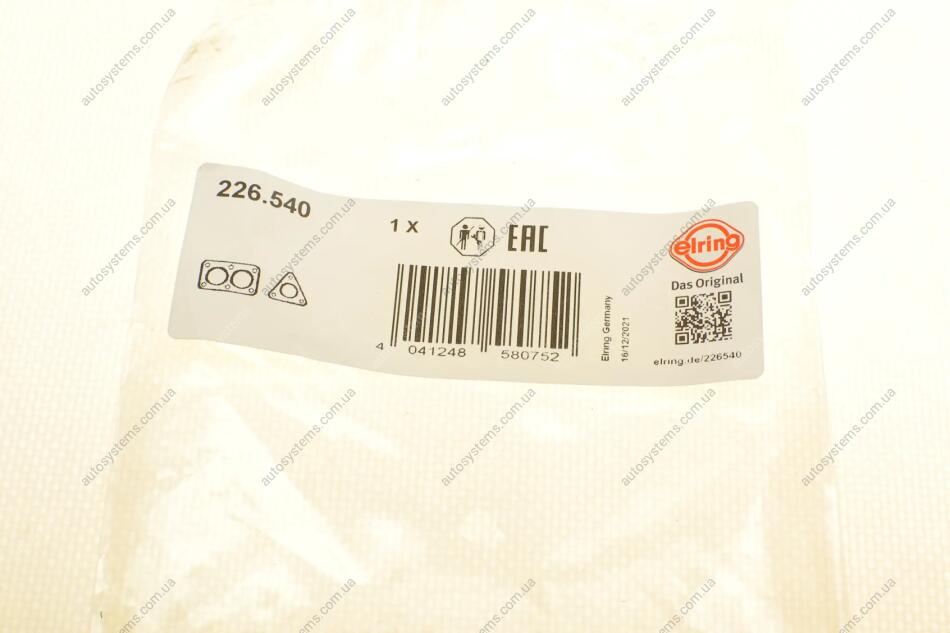 226.540
1 X
EAC
elring
Das Original
4 041248 580752
Elring Germany
16/12/2021
elring.de/226540
autosystems.com.ua